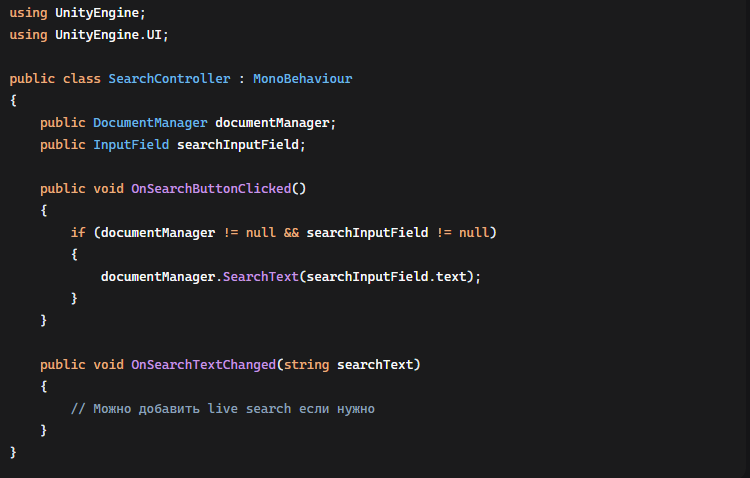 using UnityEngine;
using UnityEngine.UI;

public class SearchController : MonoBehaviour
{
    public DocumentManager documentManager;
    public InputField searchInputField;

    public void OnSearchButtonClicked()
    {
        if (documentManager != null && searchInputField != null)
        {
            documentManager.SearchText(searchInputField.text);
        }
    }

    public void OnSearchTextChanged(string searchText)
    {
        // Можно добавить live search если нужно
    }
}